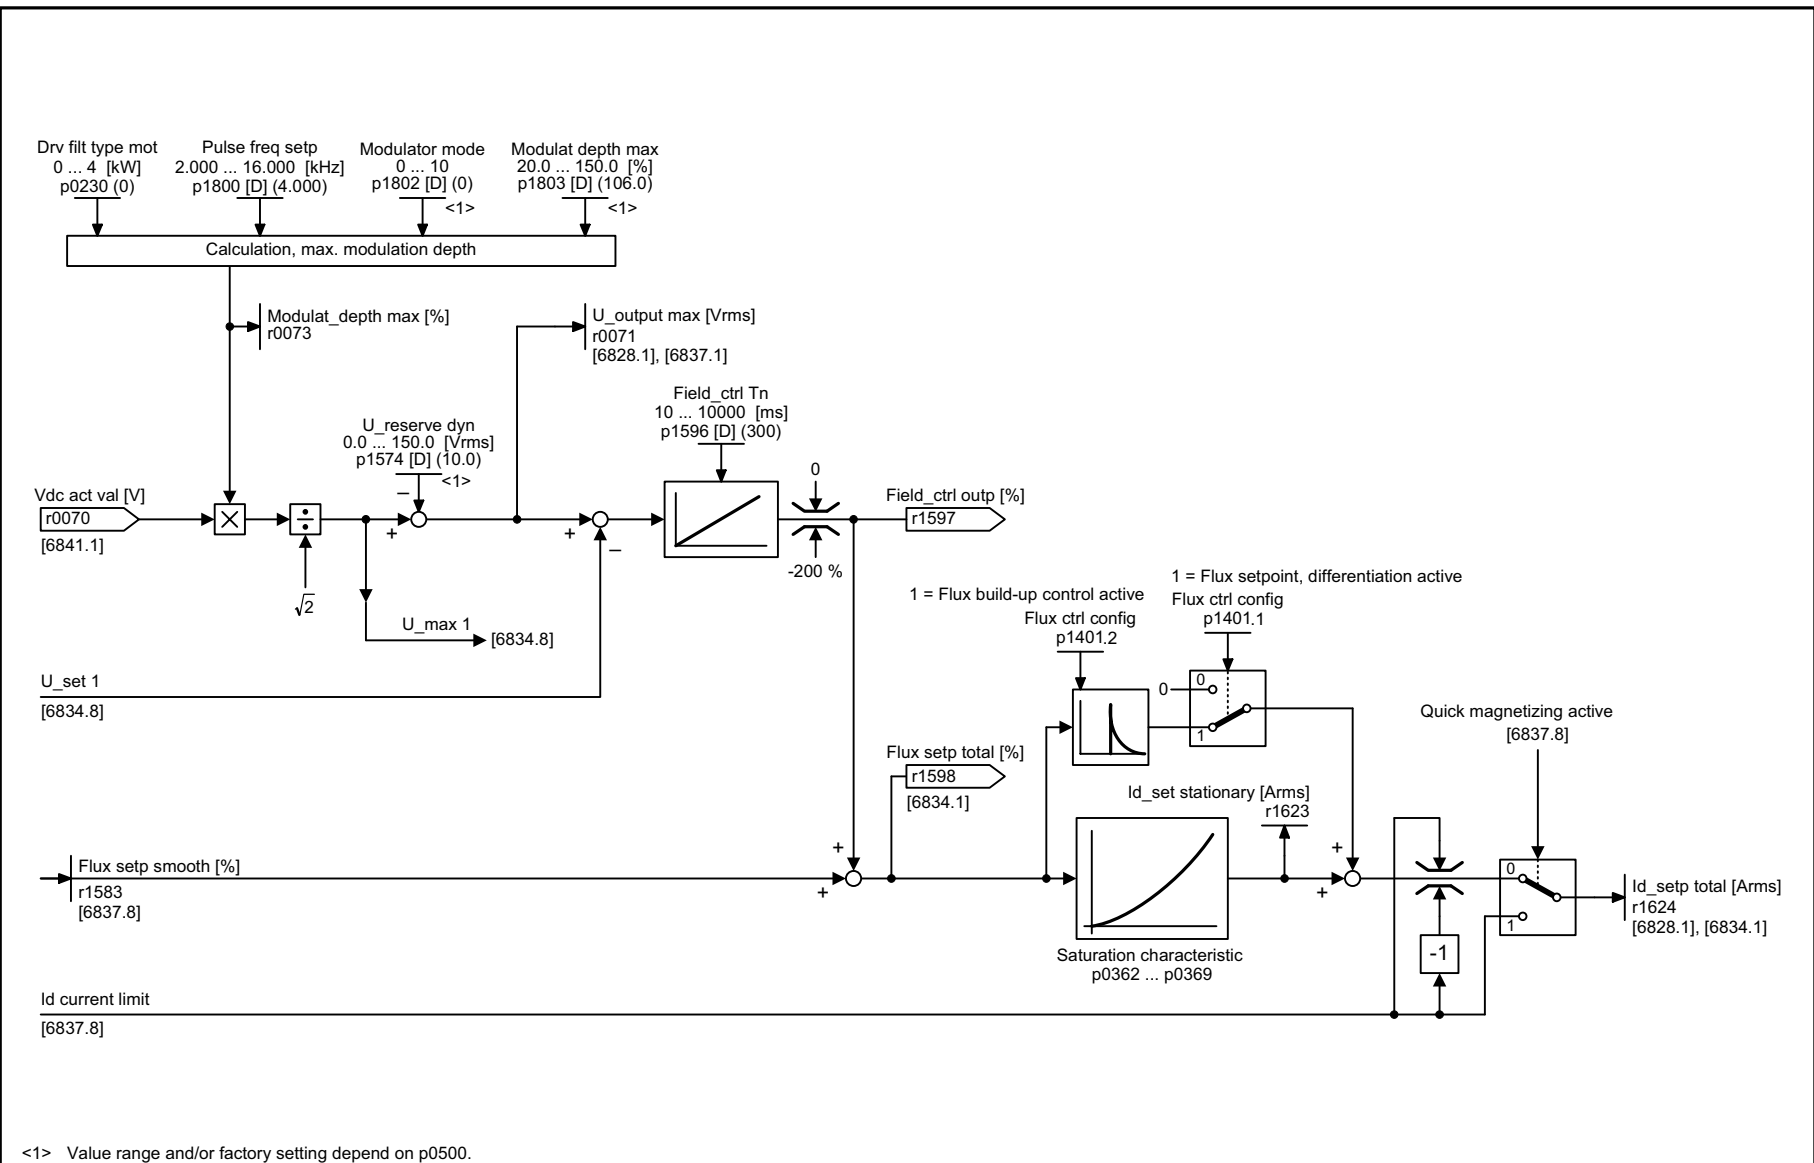 Drv filt type mot
0 ... 4 [kW]
p0230 (0)
Pulse freq setp
2.000 ... 16.000 [kHz]
p1800 [D] (4.000)
Modulator mode
0 ... 10
p1802 [D] (0)
<1>
Modulat depth max
20.0 ... 150.0 [%]
p1803 [D] (106.0)
<1>
Calculation, max. modulation depth
Modulat_depth max [%]
r0073
U_output max [Vrms]
r0071
[6828.1], [6837.1]
Field_ctrl Tn
10 ... 10000 [ms]
p1596 [D] (300)
U_reserve dyn
0.0 ... 150.0 [Vrms]
p1574 [D] (10.0)
<1>
–
0
Vdc act val [V]
r0070
[6841.1]
×
÷
√2
+
+
–
-200 %
Field_ctrl outp [%]
r1597
U_max 1
[6834.8]
U_set 1
[6834.8]
1 = Flux setpoint, differentiation active
Flux ctrl config
p1401.1
1 = Flux build-up control active
Flux ctrl config
p1401.2
0
0
1
Quick magnetizing active
[6837.8]
Flux setp total [%]
r1598
[6834.1]
Id_set stationary [Arms]
r1623
Flux setp smooth [%]
r1583
[6837.8]
+
+
+
+
0
1
Id_setp total [Arms]
r1624
[6828.1], [6834.1]
-1
Saturation characteristic
p0362 ... p0369
Id current limit
[6837.8]
<1> Value range and/or factory setting depend on p0500.